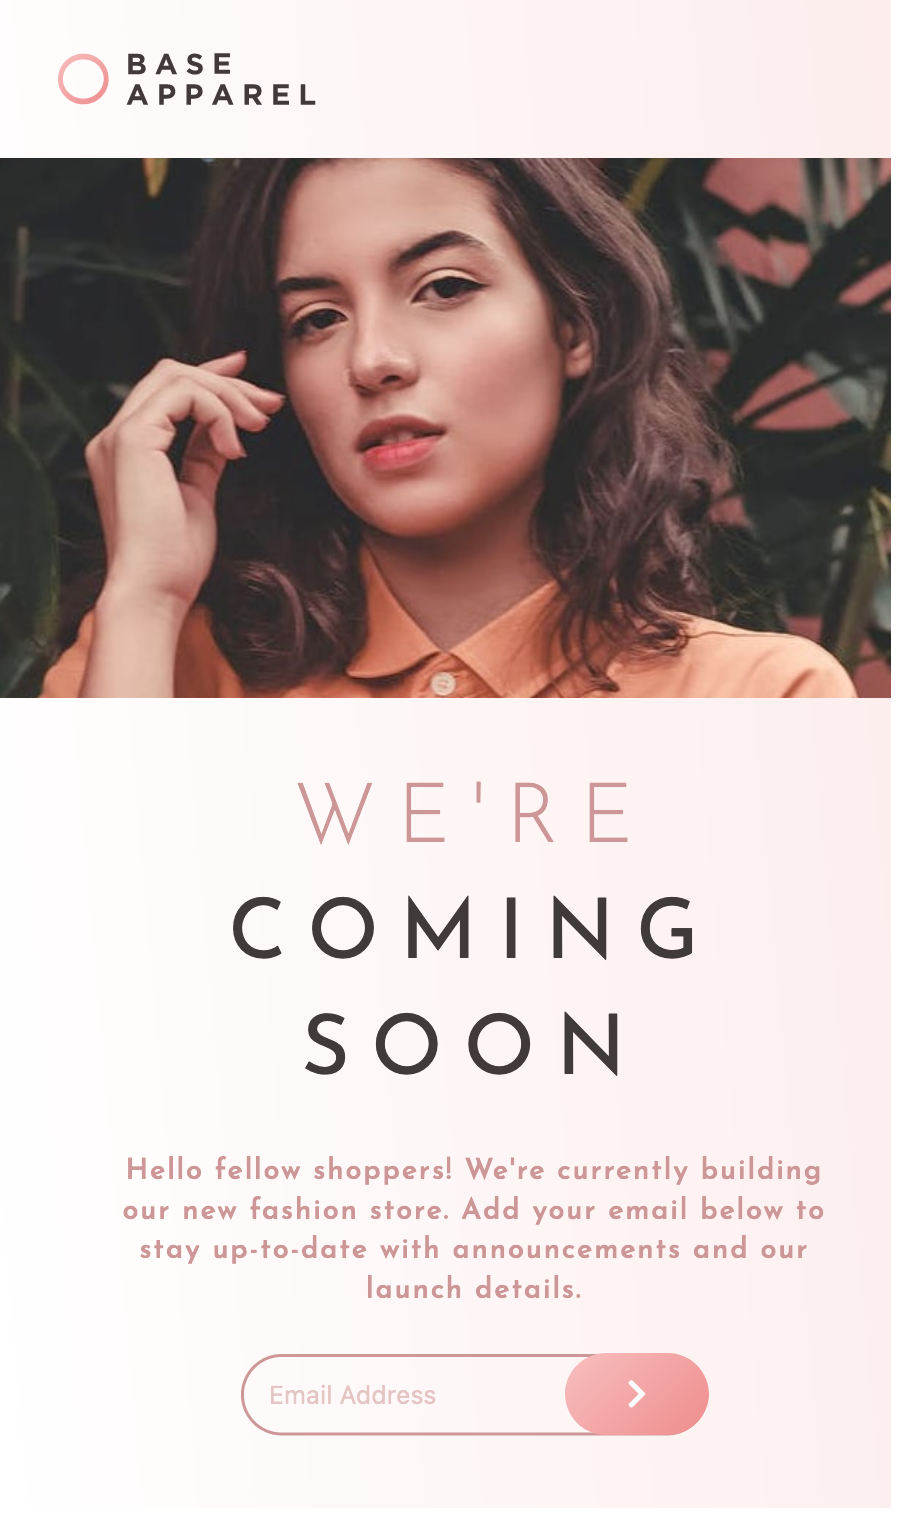 BASE
APPAREL
WE'RE
COMING
SOON
Hello fellow shoppers! We're currently building
our new fashion store. Add your email below to
stay up-to-date with announcements and our
launch details.
Email Address